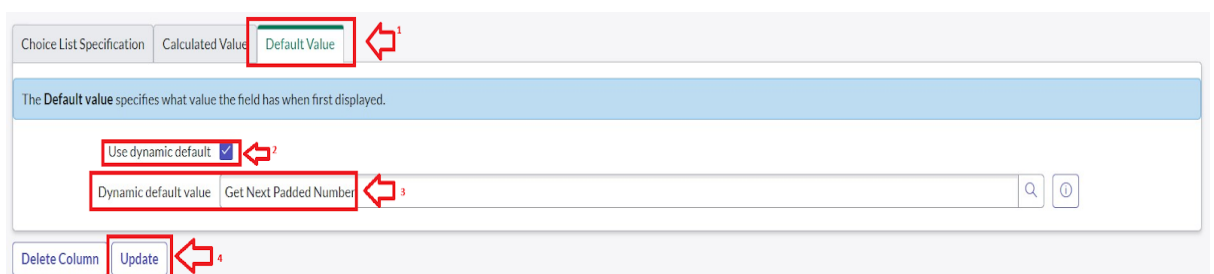 Choice List Specification Calculated Value Default Value 1
The Default value specifies what value the field has when first displayed.
Use dynamic default 2
Dynamic default value Get Next Padded Number 3
Delete Column Update 4